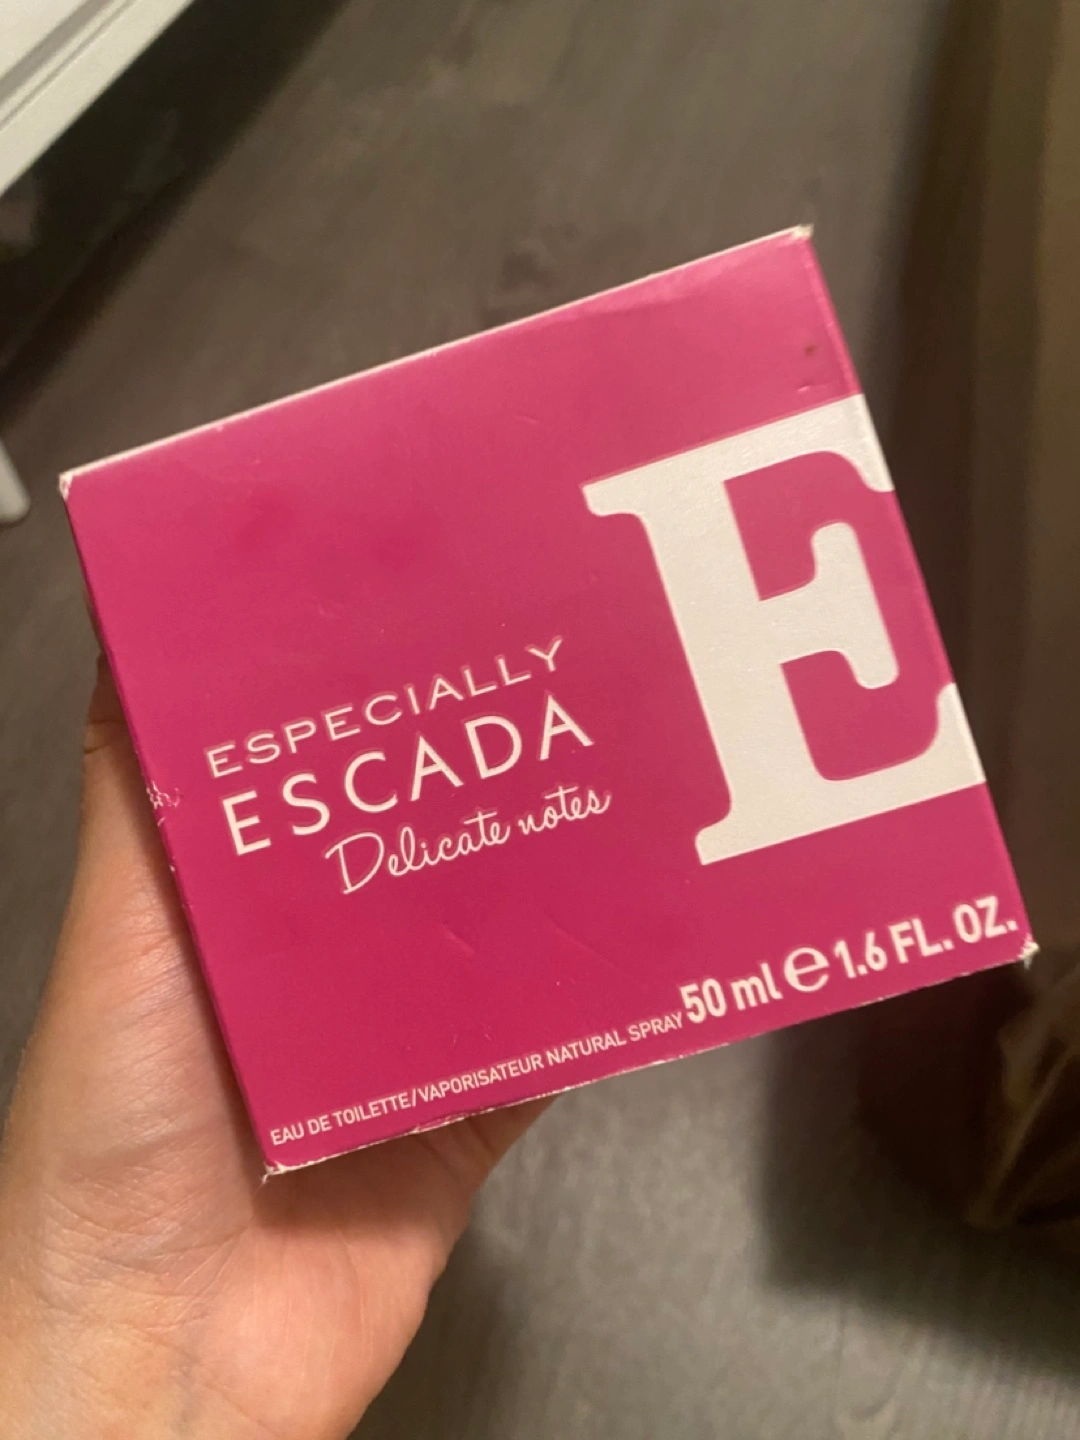 E
ESPECIALLY
ESCADA
Delicate notes
EAU DE TOILETTE/VAPORISATEUR NATURAL SPRAY 50 ml e 1.6 FL. OZ.